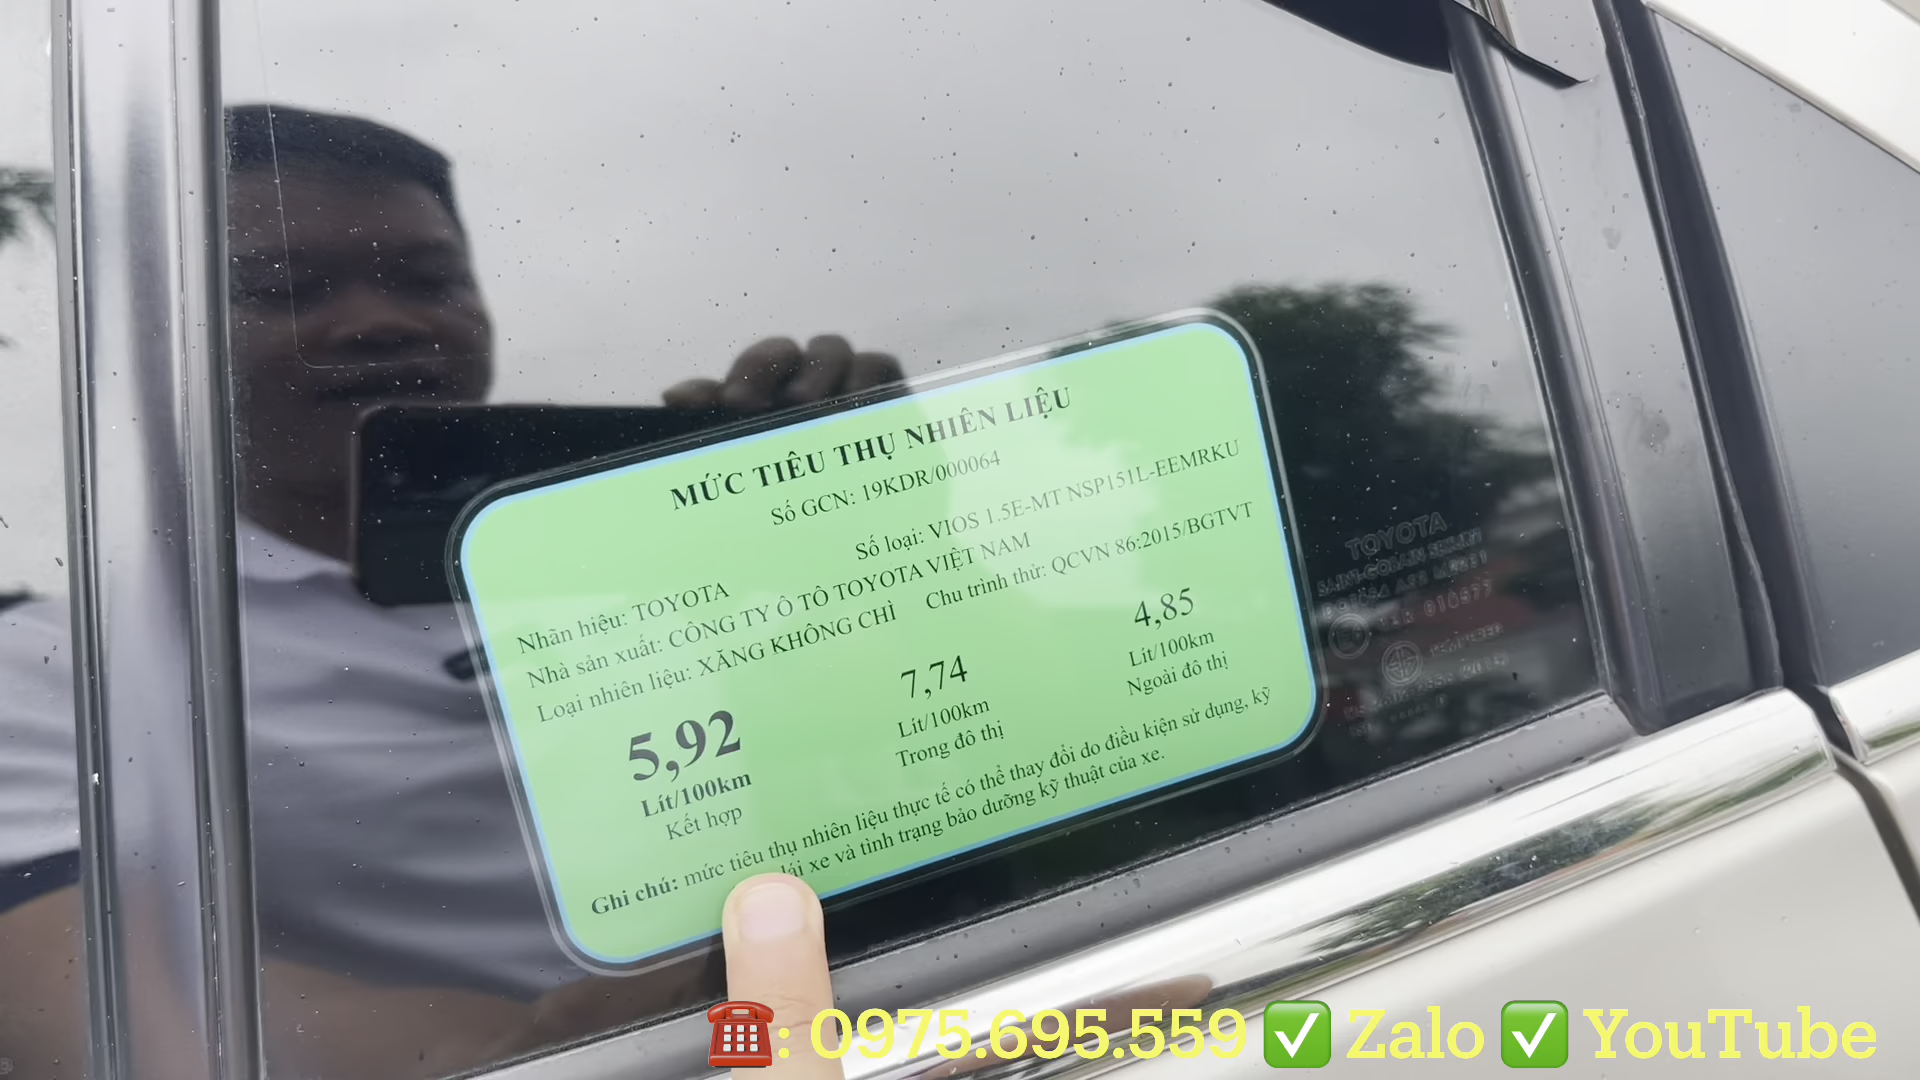 MỨC TIÊU THỤ NHIÊN LIỆU
Số GCN: 19KDR/000064
Nhãn hiệu: TOYOTA
Số loại: VIOS 1.5E-MT NSP151L-EEMRKU
Nhà sản xuất: CÔNG TY Ô TÔ TOYOTA VIỆT NAM
Loại nhiên liệu: XĂNG KHÔNG CHÌ
Chu trình thử: QCVN 86:2015/BGTVT
5,92
Lít/100km
Kết hợp
7,74
Lít/100km
Trong đô thị
4,85
Lít/100km
Ngoài đô thị
Ghi chú: mức tiêu thụ nhiên liệu thực tế có thể thay đổi do điều kiện sử dụng, kỹ
lái xe và tình trạng bảo dưỡng kỹ thuật của xe.
TOYOTA
☎: 0975.695.559 ✅ Zalo ✅ YouTube